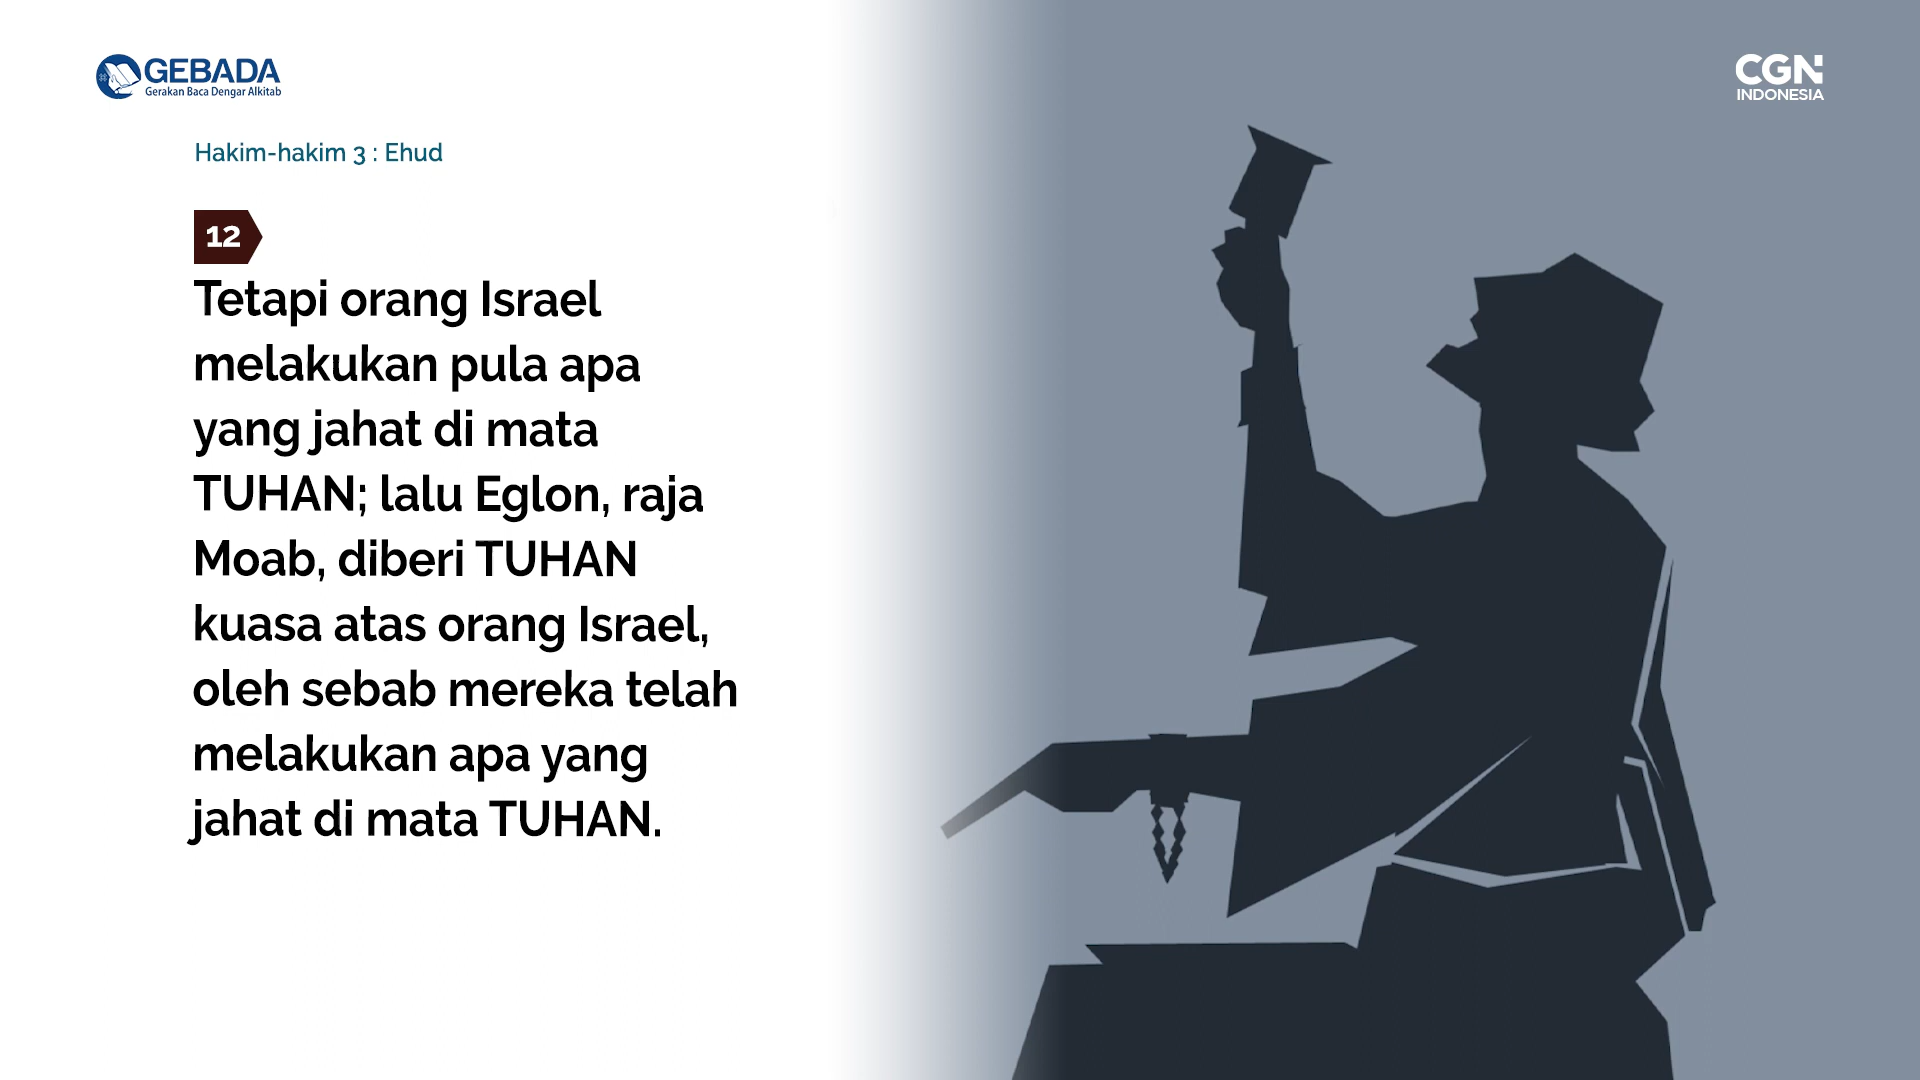 GEBADA
Gerakan Baca Dengar Alkitab
CGN
INDONESIA
Hakim-hakim 3 : Ehud
12
Tetapi orang Israel
melakukan pula apa
yang jahat di mata
TUHAN; lalu Eglon, raja
Moab, diberi TUHAN
kuasa atas orang Israel,
oleh sebab mereka telah
melakukan apa yang
jahat di mata TUHAN.